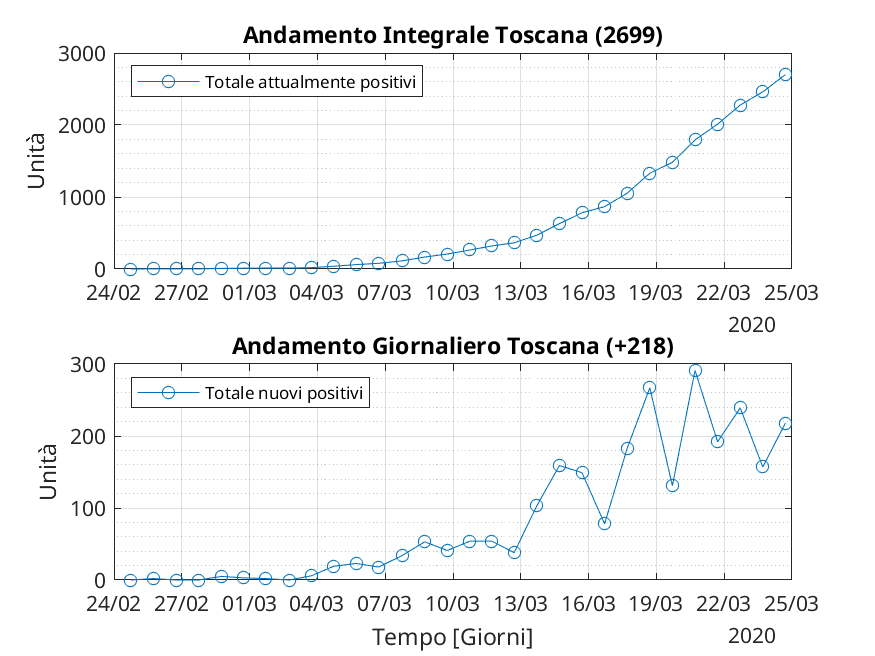 Andamento Integrale Toscana (2699)
Totale attualmente positivi
Unità
3000
2000
1000
0
24/02 27/02 01/03 04/03 07/03 10/03 13/03 16/03 19/03 22/03 25/03
2020
Andamento Giornaliero Toscana (+218)
Totale nuovi positivi
Unità
300
200
100
0
24/02 27/02 01/03 04/03 07/03 10/03 13/03 16/03 19/03 22/03 25/03
Tempo [Giorni]
2020